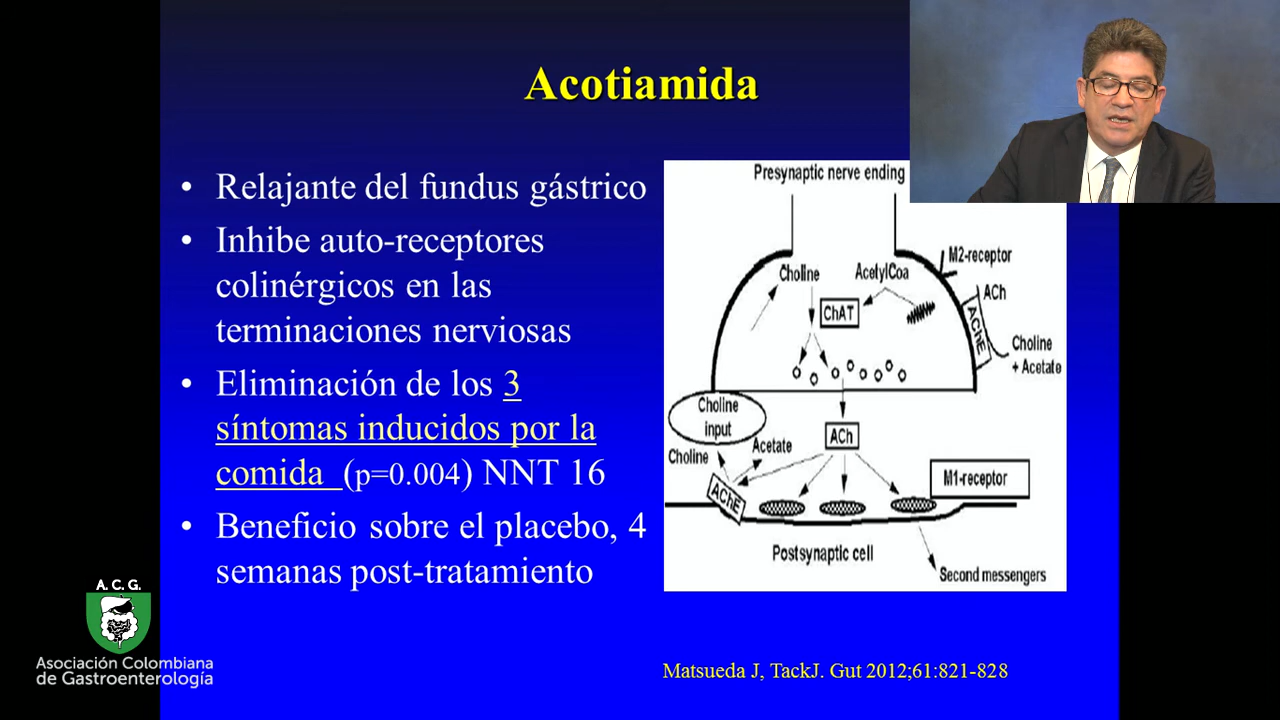 Acotiamida
• Relajante del fundus gástrico
• Inhibe auto-receptores
colinérgicos en las
terminaciones nerviosas
• Eliminación de los 3
síntomas inducidos por la
comida (p=0.004) NNT 16
• Beneficio sobre el placebo, 4
semanas post-tratamiento
Presynaptic nerve ending
M2-receptor
Choline
AcetylCoa
ACh
ChAT
AChE
Choline
+ Acetate
Choline
input
ACh
Acetate
Choline
M1-receptor
AChE
Postsynaptic cell
Second messengers
A. C. G.
Asociación Colombiana
de Gastroenterología
Matsueda J, TackJ. Gut 2012;61:821-828